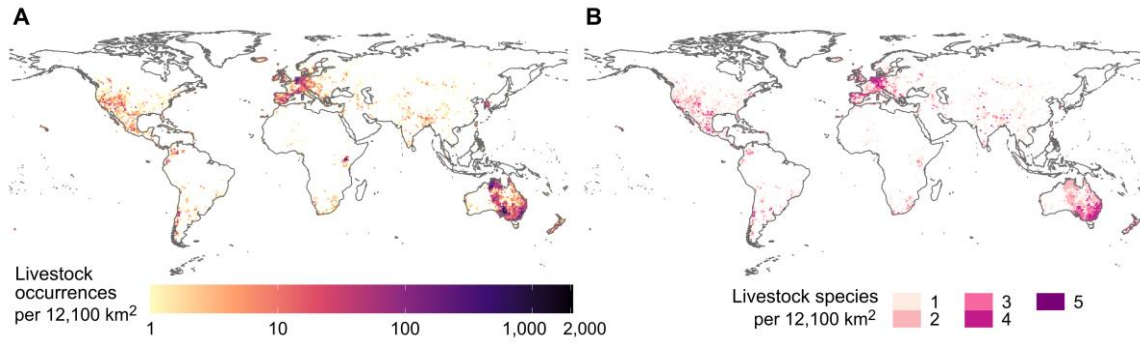 A
B
Livestock
occurrences
per 12,100 km²
1 10 100 1,000 2,000
Livestock species
per 12,100 km²
1 3 5
2 4